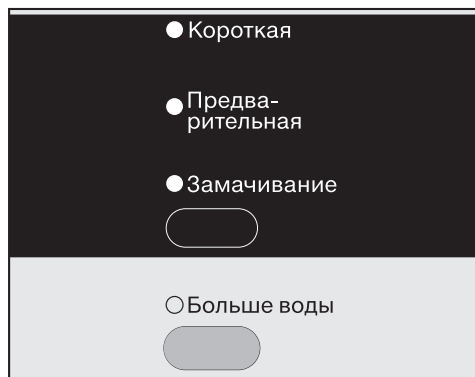 Короткая
Предва-
рительная
Замачивание
Больше воды